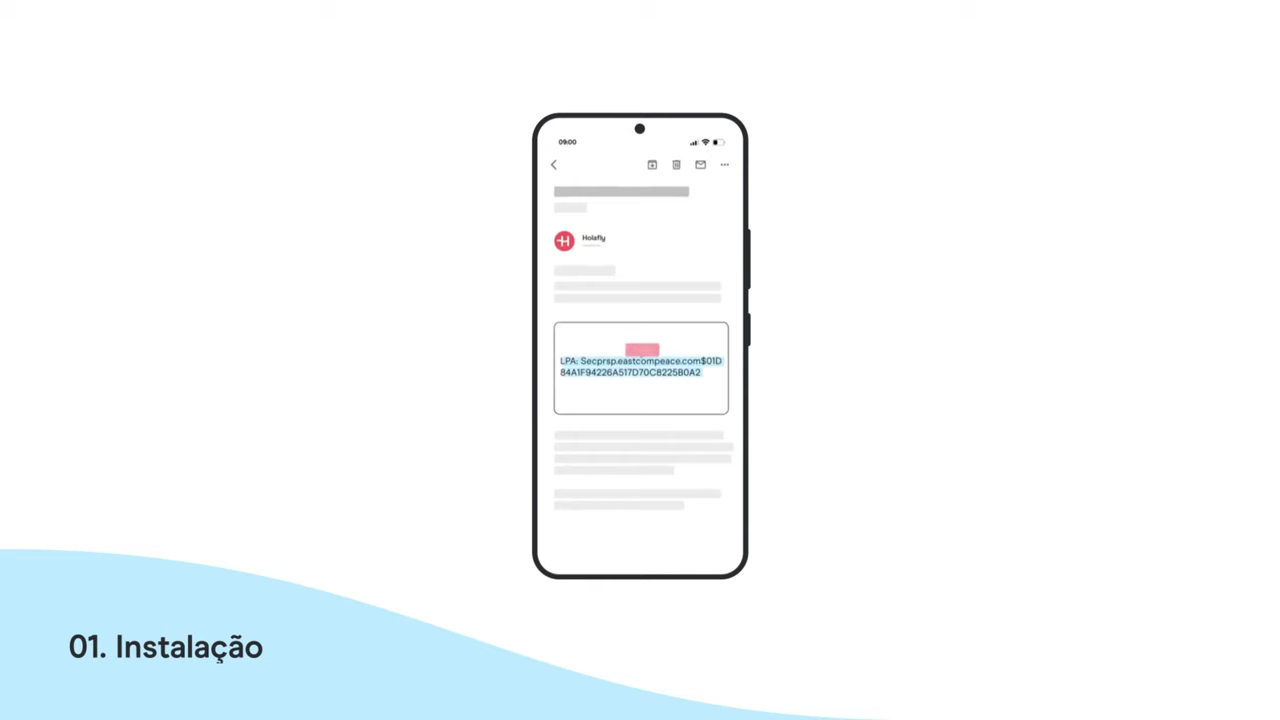 09:00
H
Holafly
LPA: Secprsp.eastcompeace.com$01D
84A1F94226A517D70C8225B0A2
01. Instalação